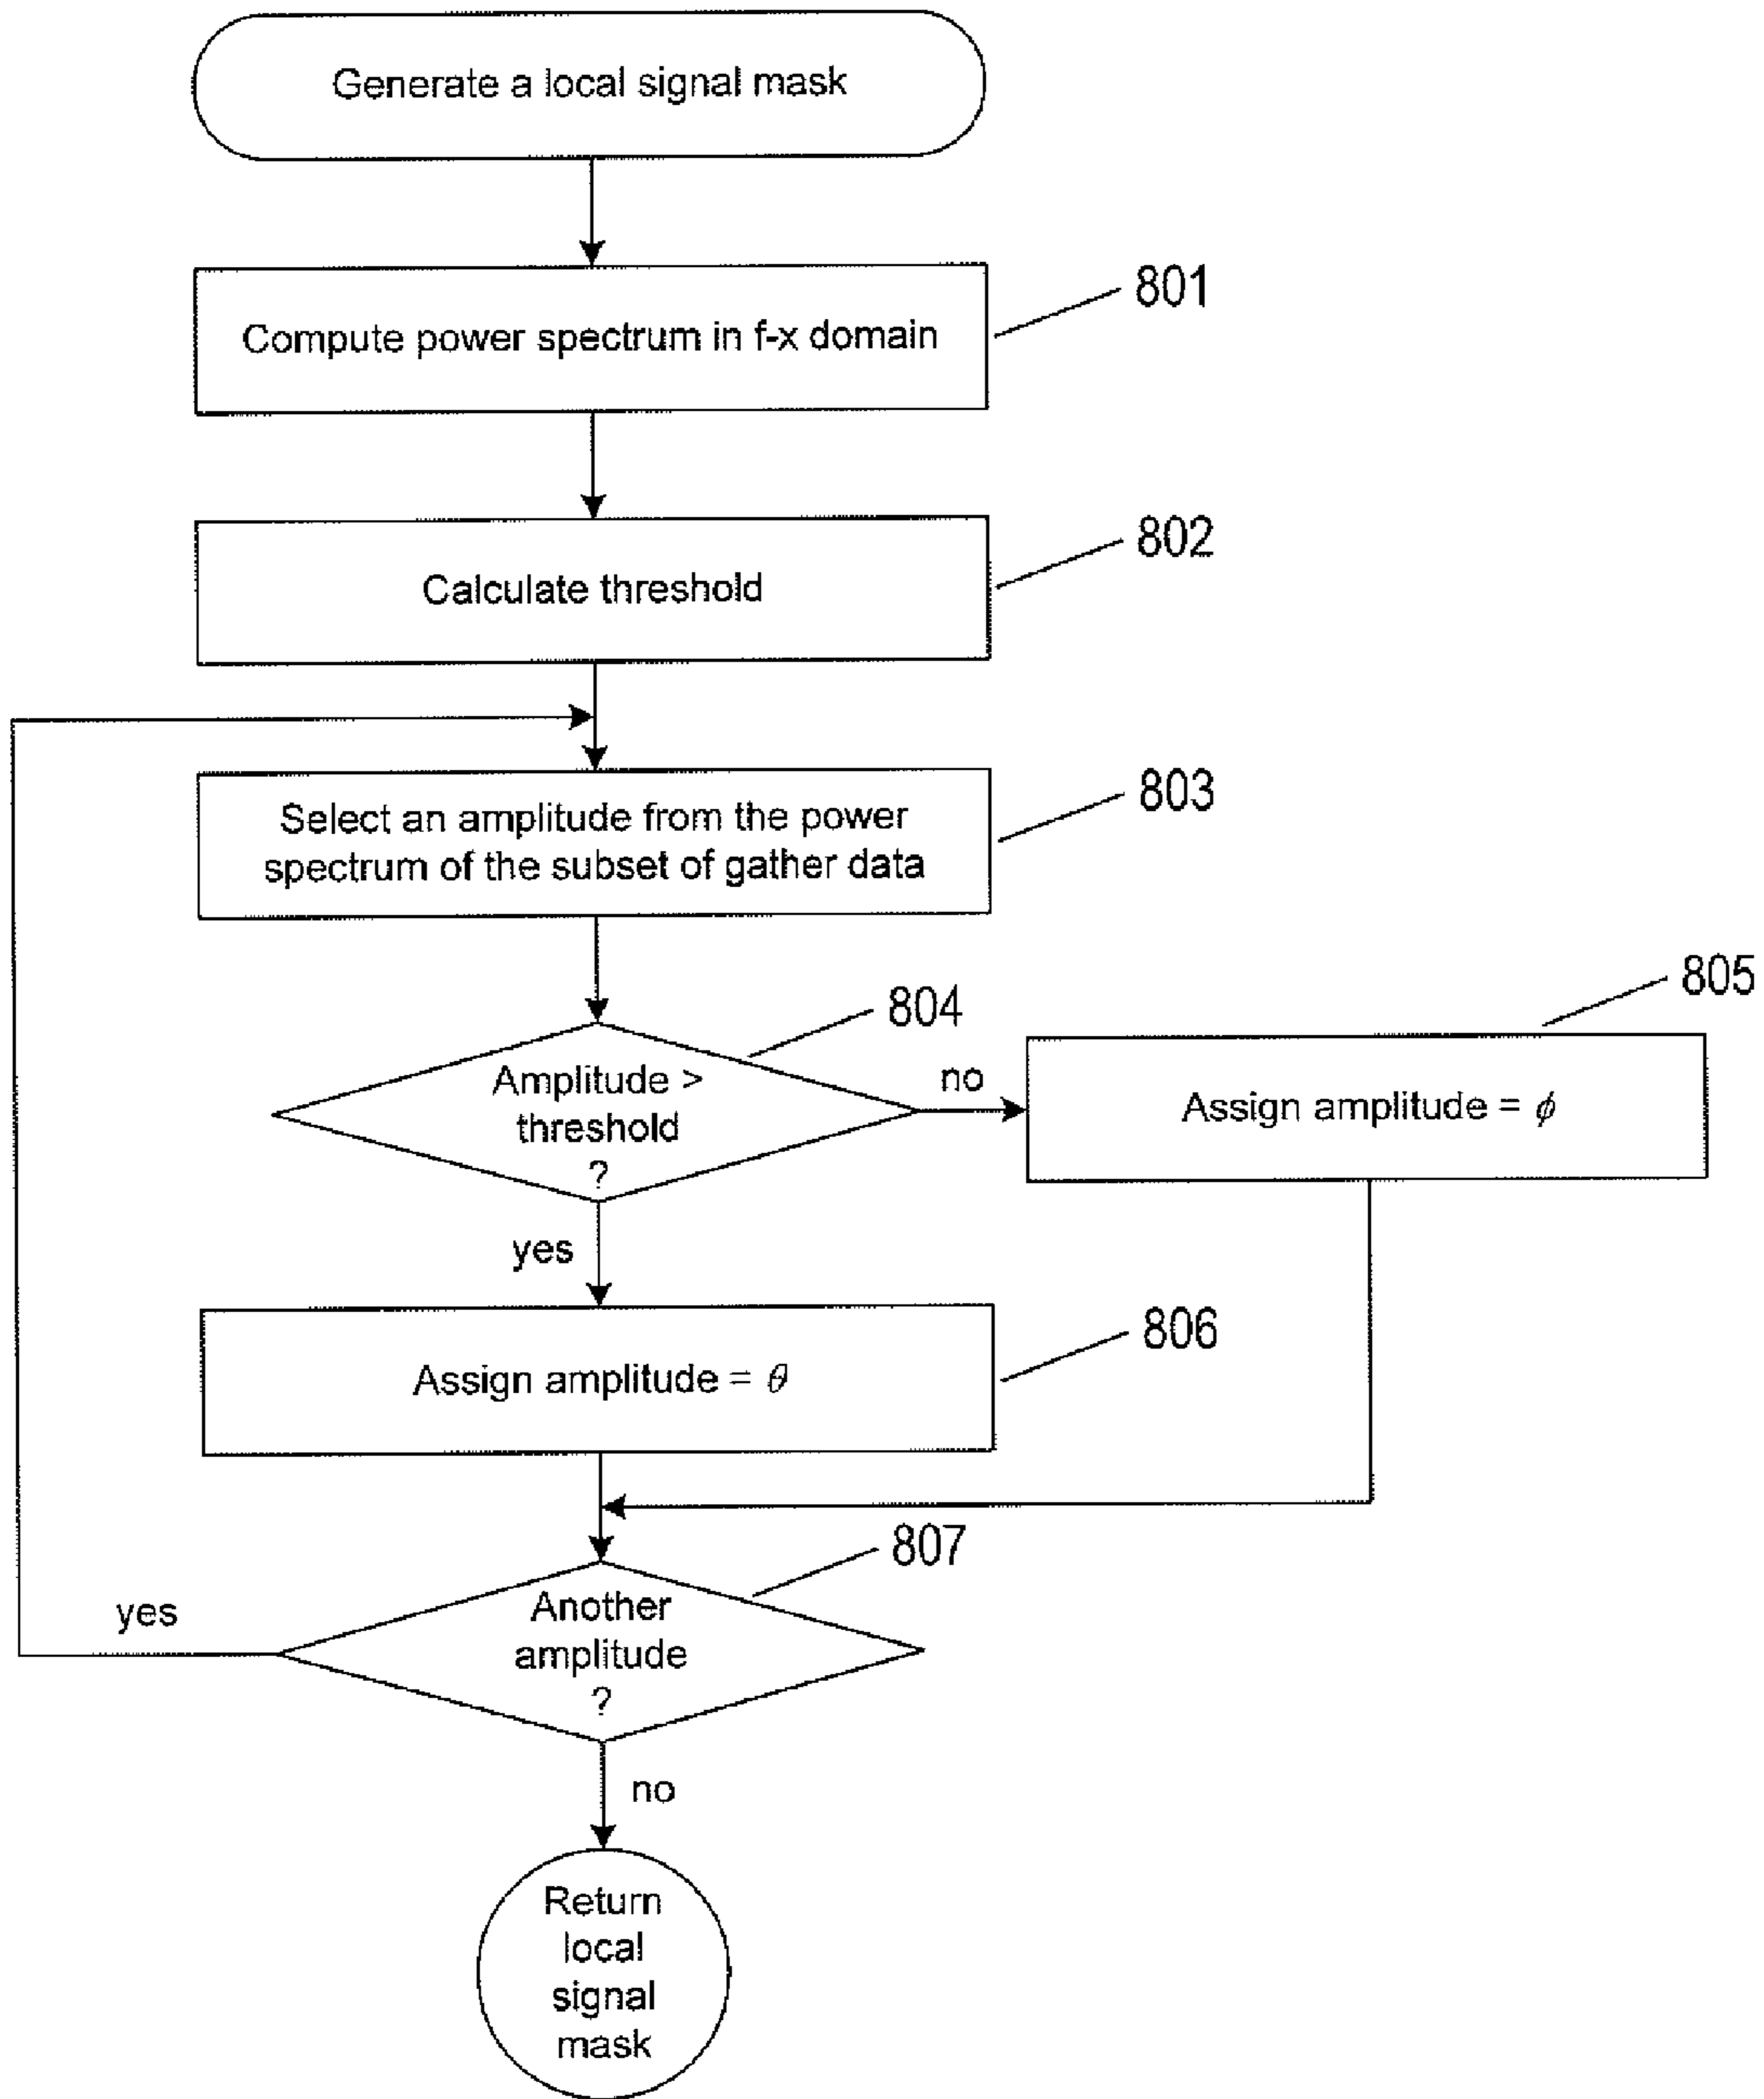 Generate a local signal mask
801
Compute power spectrum in f-x domain
802
Calculate threshold
803
Select an amplitude from the power
spectrum of the subset of gather data
804
Amplitude >
threshold
?
no
805
Assign amplitude = ϕ
yes
806
Assign amplitude = θ
807
Another
amplitude
?
yes
no
Return
local
signal
mask